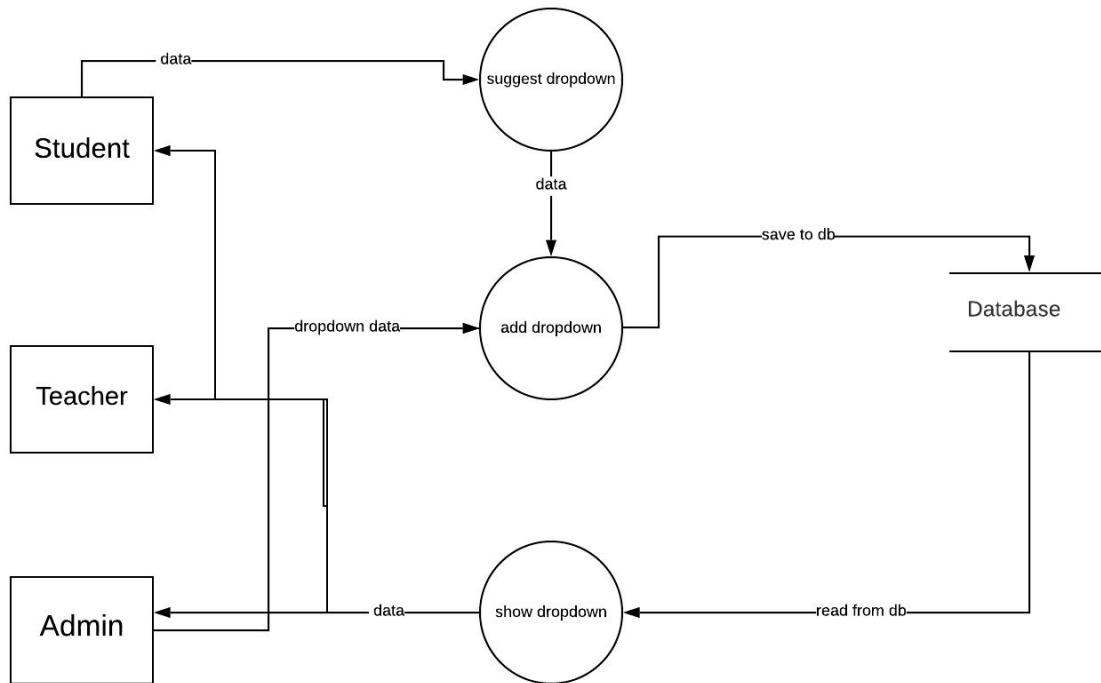 data
suggest dropdown
Student
data
save to db
Database
dropdown data
add dropdown
Teacher
data
show dropdown
read from db
Admin